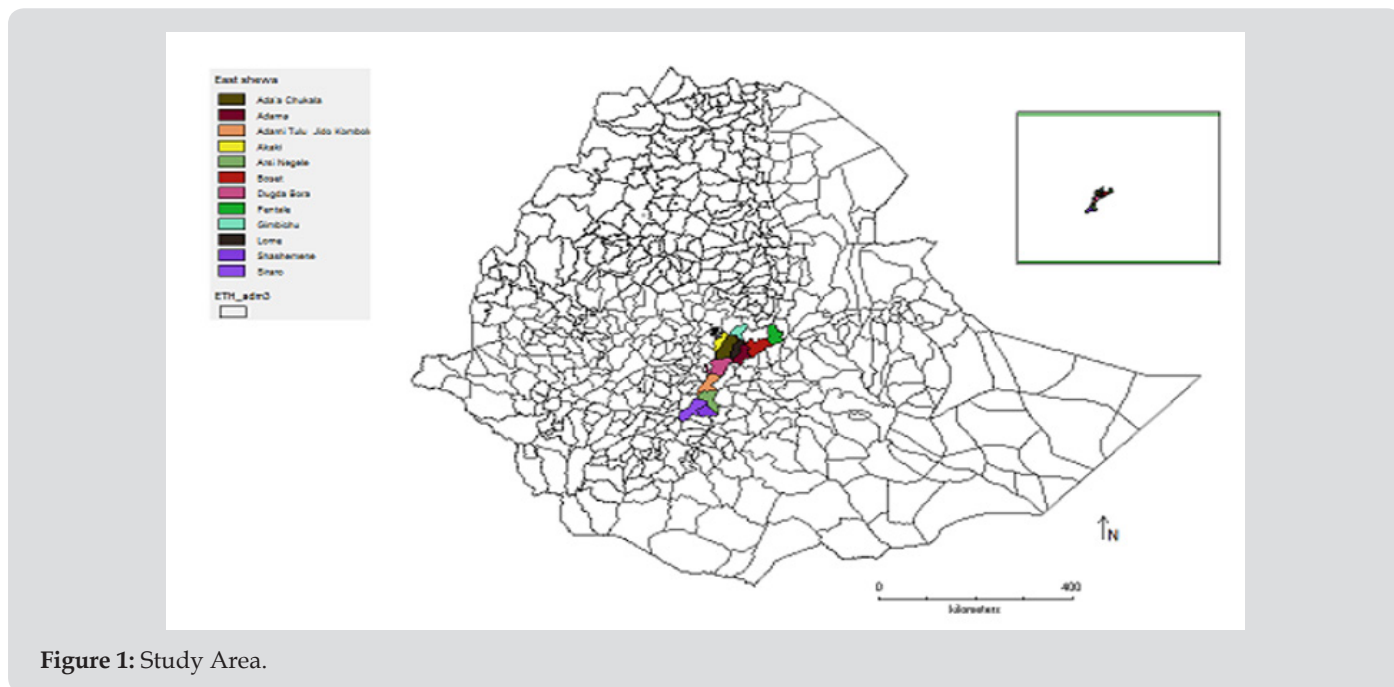 East shewa
Ada'a Chukala
Adama
Adami Tulu Jido Kombol
Akaki
Arsi Negele
Boset
Dugda Bora
Fentale
Gimbichu
Lome
Shashemene
Siraro
ETH_adm3
N
0 400
kilometers
Figure 1: Study Area.